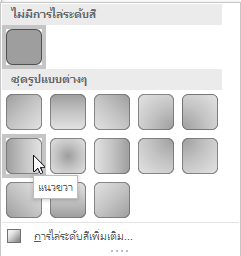 ไม่มีการไล่ระดับสี
ชุดรูปแบบต่างๆ
แนวขวา
การไล่ระดับสีเพิ่มเติม...